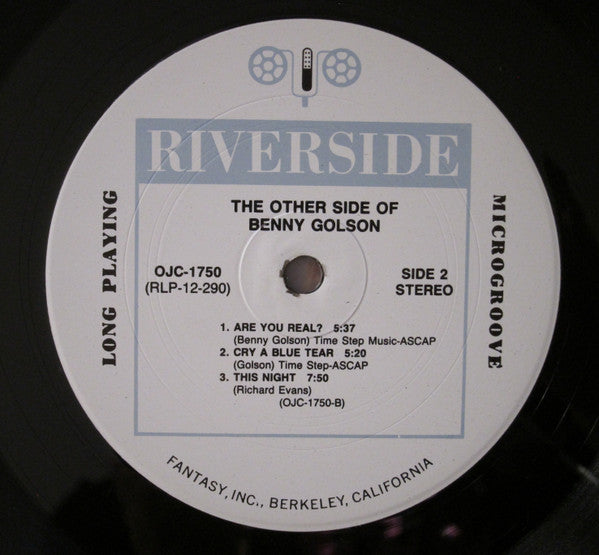 RIVERSIDE
THE OTHER SIDE OF
BENNY GOLSON
LONG PLAYING
MICROGROOVE
OJC-1750
(RLP-12-290)
SIDE 2
STEREO
1. ARE YOU REAL? 5:37
(Benny Golson) Time Step Music-ASCAP
2. CRY A BLUE TEAR 5:20
(Golson) Time Step-ASCAP
3. THIS NIGHT 7:50
(Richard Evans)
(OJC-1750-B)
FANTASY, INC., BERKELEY, CALIFORNIA